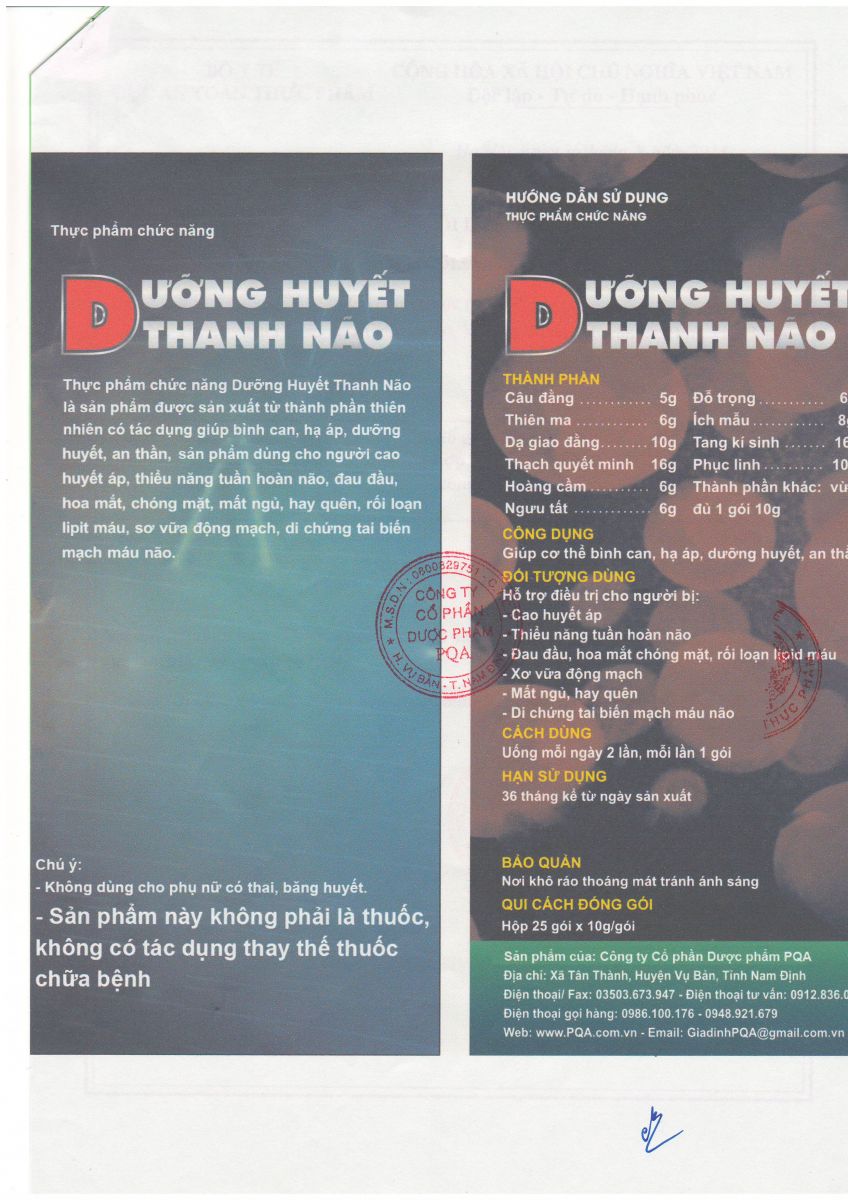 Thực phẩm chức năng
DƯỠNG HUYẾT
THANH NÃO
Thực phẩm chức năng Dưỡng Huyết Thanh Não
là sản phẩm được sản xuất từ thành phần thiên
nhiên có tác dụng giúp bình can, hạ áp, dưỡng
huyết, an thần, sản phẩm dùng cho người cao
huyết áp, thiểu năng tuần hoàn não, đau đầu,
hoa mắt, chóng mặt, mất ngủ, hay quên, rối loạn
lipit máu, sơ vữa động mạch, di chứng tai biến
mạch máu não.
Chú ý:
- Không dùng cho phụ nữ có thai, băng huyết.
- Sản phẩm này không phải là thuốc,
không có tác dụng thay thế thuốc
chữa bệnh
HƯỚNG DẪN SỬ DỤNG
THỰC PHẨM CHỨC NĂNG
DƯỠNG HUYẾT
THANH NÃO
THÀNH PHẦN
Câu đằng ............ 5g Đỗ trọng ........... 6
Thiên ma ............ 6g Ích mẫu ............ 8g
Dạ giao đằng ........ 10g Tang kí sinh ....... 16
Thạch quyết minh 16g Phục linh .......... 10
Hoàng cầm .......... 6g Thành phần khác: vừ
Ngưu tất ............. 6g đủ 1 gói 10g
CÔNG DỤNG
Giúp cơ thể bình can, hạ áp, dưỡng huyết, an thầ
ĐỐI TƯỢNG DÙNG
Hỗ trợ điều trị cho người bị:
- Cao huyết áp
- Thiểu năng tuần hoàn não
- Đau đầu, hoa mắt chóng mặt, rối loạn lipid máu
- Xơ vữa động mạch
- Mất ngủ, hay quên
- Di chứng tai biến mạch máu não
CÁCH DÙNG
Uống mỗi ngày 2 lần, mỗi lần 1 gói
HẠN SỬ DỤNG
36 tháng kể từ ngày sản xuất
BẢO QUẢN
Nơi khô ráo thoáng mát tránh ánh sáng
QUI CÁCH ĐÓNG GÓI
Hộp 25 gói x 10g/gói
Sản phẩm của: Công ty Cổ phần Dược phẩm PQA
Địa chỉ: Xã Tân Thành, Huyện Vụ Bản, Tỉnh Nam Định
Điện thoại/ Fax: 03503.673.947 - Điện thoại tư vấn: 0912.836.0
Điện thoại gọi hàng: 0986.100.176 - 0948.921.679
Web: www.PQA.com.vn - Email: GiadinhPQA@gmail.com.vn
M.S.D.N: 0600829751
CÔNG TY
CỔ PHẦN
DƯỢC PHẨM
PQA
H. VỤ BẢN - T. NAM ĐỊNH
THỰC PHẨM